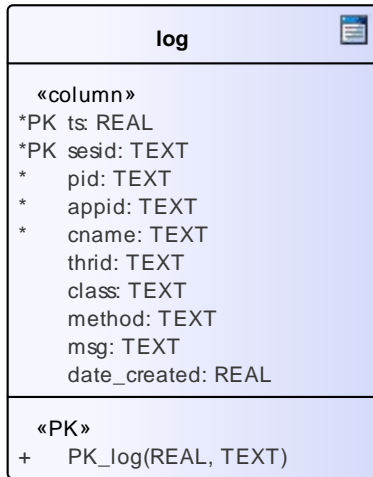 log
«column»
*PK ts: REAL
*PK sesid: TEXT
* pid: TEXT
* appid: TEXT
* cname: TEXT
thrid: TEXT
class: TEXT
method: TEXT
msg: TEXT
date_created: REAL
«PK»
+ PK_log(REAL, TEXT)